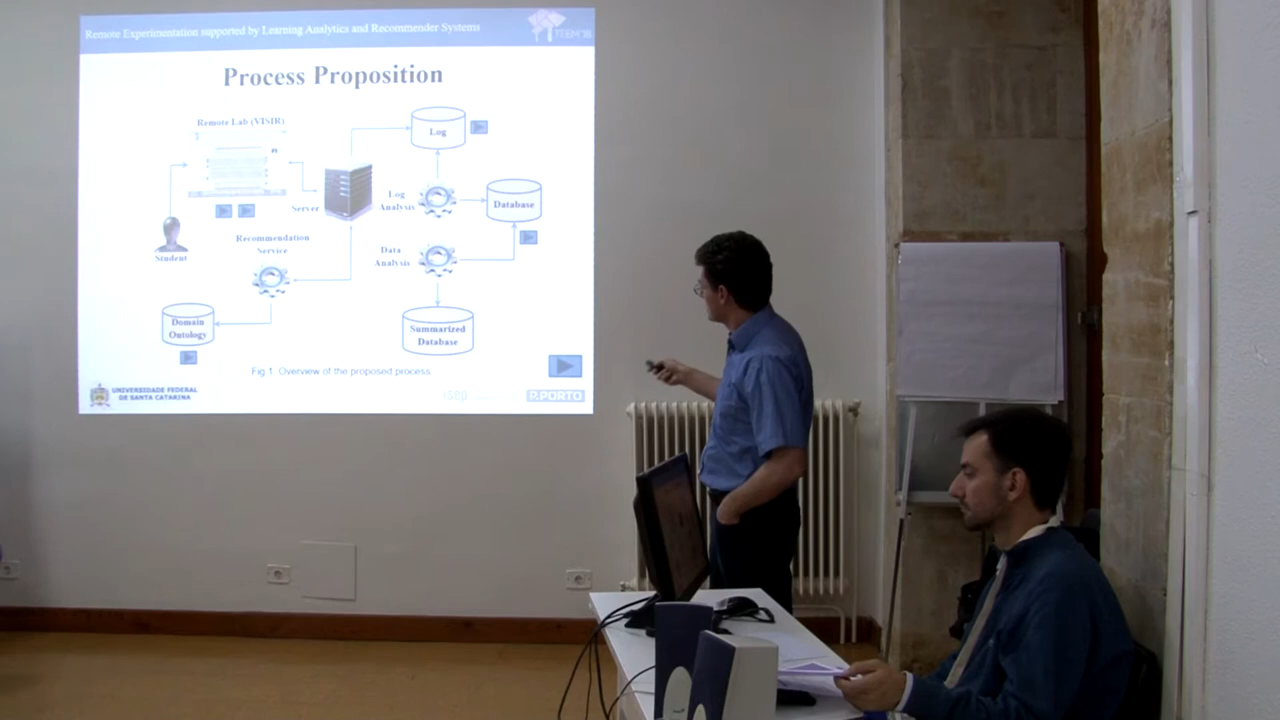 Remote Experimentation supported by Learning Analytics and Recommender Systems
TEEM'18
Process Proposition
Remote Lab (VISIR)
Log
Server
Log
Analysis
Database
Student
Recommendation
Service
Data
Analysis
Domain
Ontology
Summarized
Database
Fig 1. Overview of the proposed process.
UNIVERSIDADE FEDERAL
DE SANTA CATARINA
isep
P.PORTO